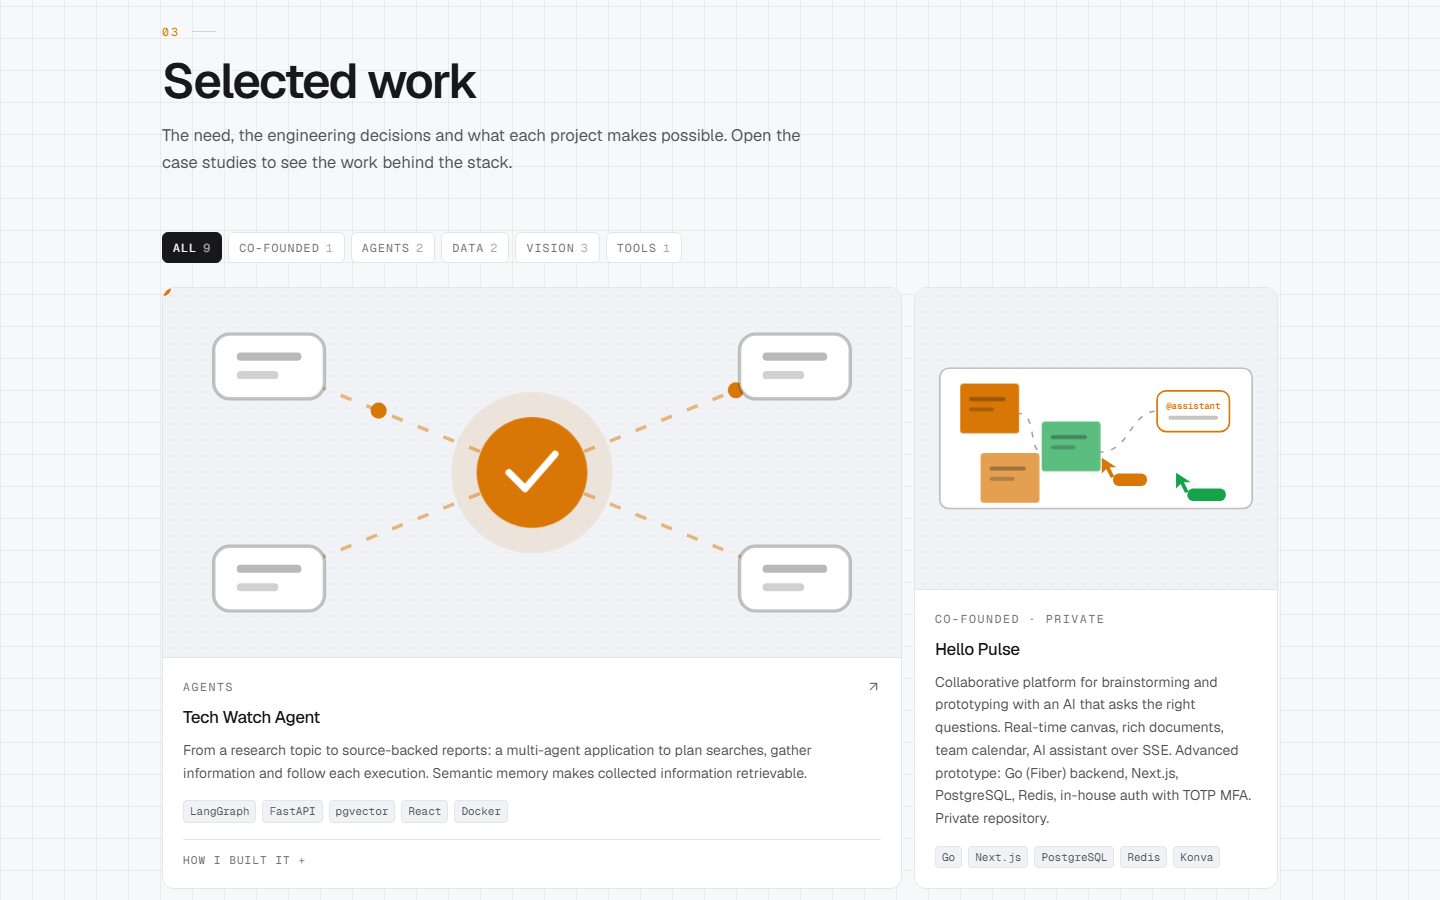 03
Selected work
The need, the engineering decisions and what each project makes possible. Open the
case studies to see the work behind the stack.
ALL 9
CO-FOUNDED 1
AGENTS 2
DATA 2
VISION 3
TOOLS 1
AGENTS
Tech Watch Agent
From a research topic to source-backed reports: a multi-agent application to plan searches, gather
information and follow each execution. Semantic memory makes collected information retrievable.
LangGraph
FastAPI
pgvector
React
Docker
HOW I BUILT IT +
@assistant
CO-FOUNDED · PRIVATE
Hello Pulse
Collaborative platform for brainstorming and
prototyping with an AI that asks the right
questions. Real-time canvas, rich documents,
team calendar, AI assistant over SSE. Advanced
prototype: Go (Fiber) backend, Next.js,
PostgreSQL, Redis, in-house auth with TOTP MFA.
Private repository.
Go
Next.js
PostgreSQL
Redis
Konva